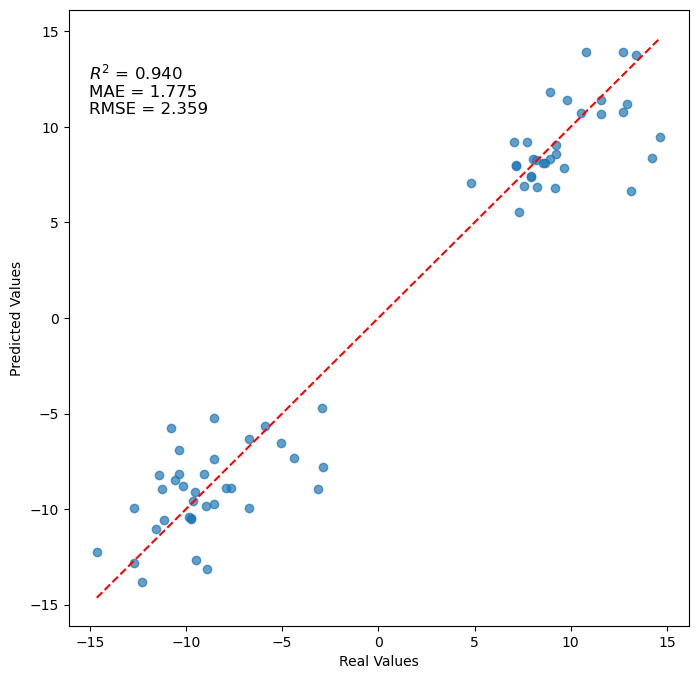 R² = 0.940
MAE = 1.775
RMSE = 2.359
15
10
5
0
−5
−10
−15
Predicted Values
−15 −10 −5 0 5 10 15
Real Values